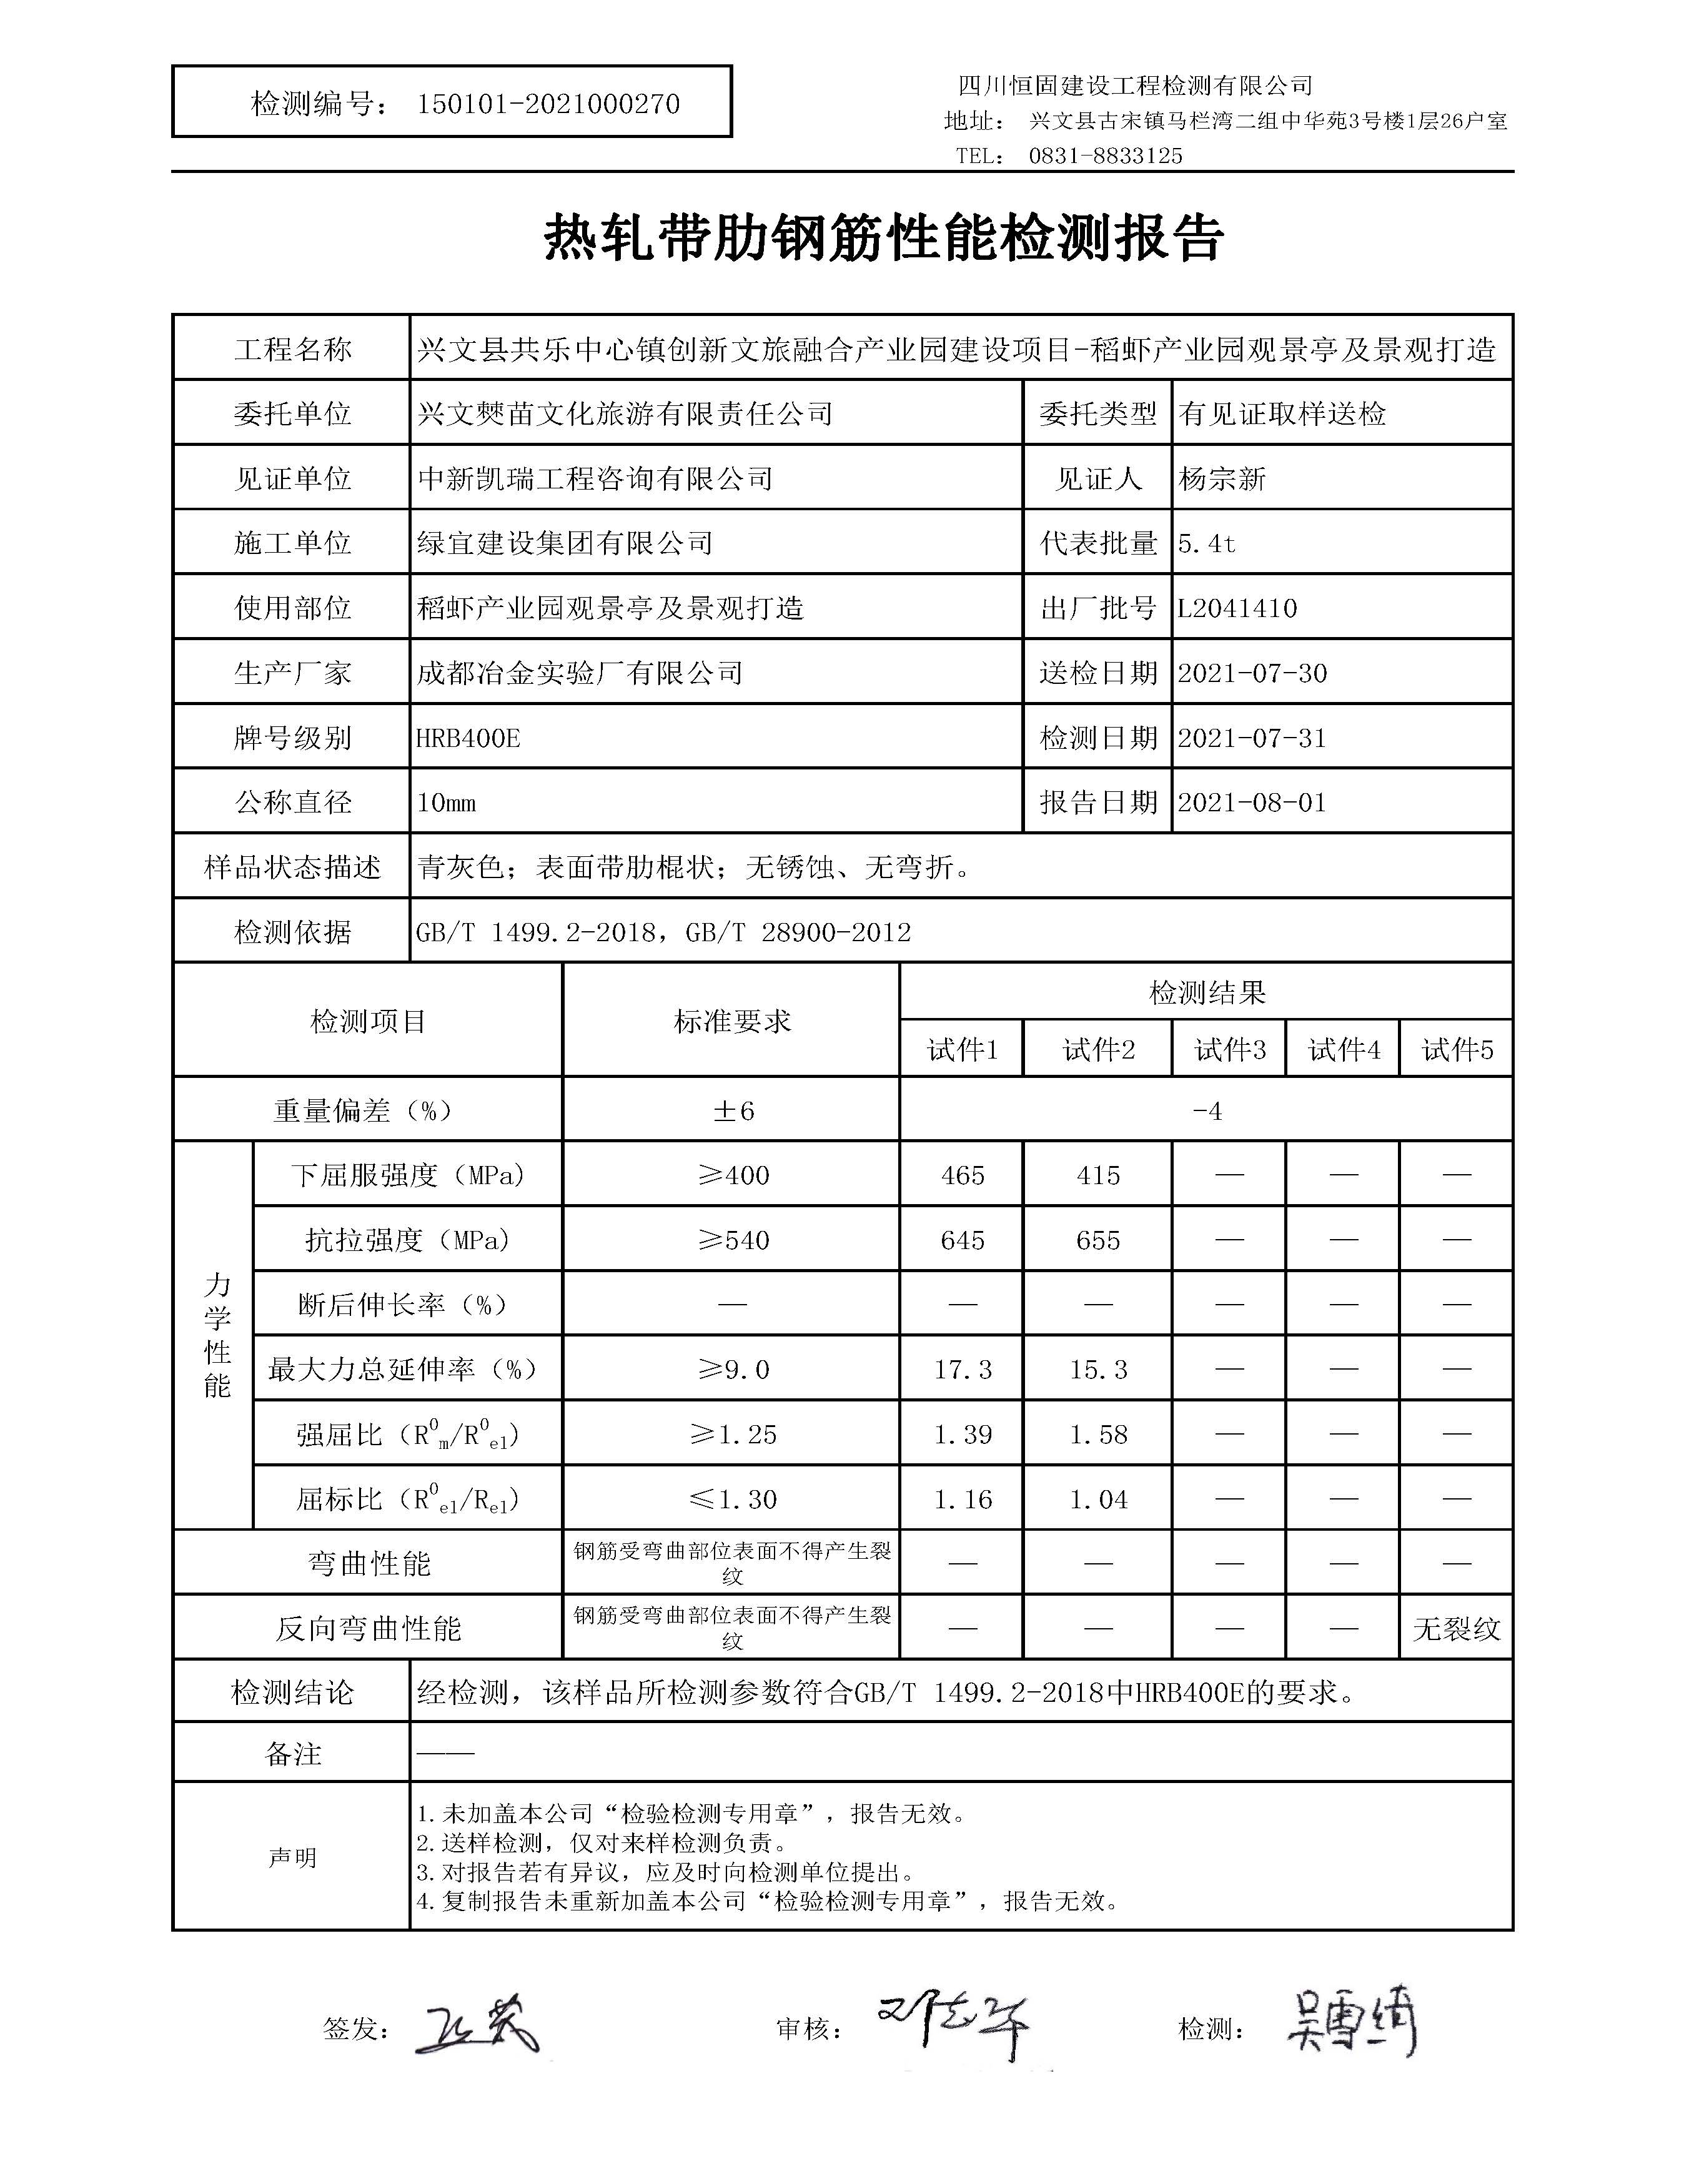 检测编号： 150101-2021000270
四川恒固建设工程检测有限公司
地址： 兴文县古宋镇马栏湾二组中华苑3号楼1层26户室
TEL： 0831-8833125
热轧带肋钢筋性能检测报告
工程名称 兴文县共乐中心镇创新文旅融合产业园建设项目-稻虾产业园观景亭及景观打造
委托单位 兴文僰苗文化旅游有限责任公司 委托类型 有见证取样送检
见证单位 中新凯瑞工程咨询有限公司 见证人 杨宗新
施工单位 绿宜建设集团有限公司 代表批量 5.4t
使用部位 稻虾产业园观景亭及景观打造 出厂批号 L2041410
生产厂家 成都冶金实验厂有限公司 送检日期 2021-07-30
牌号级别 HRB400E 检测日期 2021-07-31
公称直径 10mm 报告日期 2021-08-01
样品状态描述 青灰色；表面带肋棍状；无锈蚀、无弯折。
检测依据 GB/T 1499.2-2018，GB/T 28900-2012
检测项目 标准要求 检测结果
试件1 试件2 试件3 试件4 试件5
重量偏差（%） ±6 -4
力学性能
下屈服强度（MPa） ≥400 465 415 — — —
抗拉强度（MPa） ≥540 645 655 — — —
断后伸长率（%） — — — — — —
最大力总延伸率（%） ≥9.0 17.3 15.3 — — —
强屈比（R⁰m/R⁰el） ≥1.25 1.39 1.58 — — —
屈标比（R⁰el/Rel） ≤1.30 1.16 1.04 — — —
弯曲性能 钢筋受弯曲部位表面不得产生裂
纹 — — — — —
反向弯曲性能 钢筋受弯曲部位表面不得产生裂
纹 — — — — 无裂纹
检测结论 经检测，该样品所检测参数符合GB/T 1499.2-2018中HRB400E的要求。
备注 ——
声明
1.未加盖本公司“检验检测专用章”，报告无效。
2.送样检测，仅对来样检测负责。
3.对报告若有异议，应及时向检测单位提出。
4.复制报告未重新加盖本公司“检验检测专用章”，报告无效。
签发： 审核： 检测： 吴雪绮